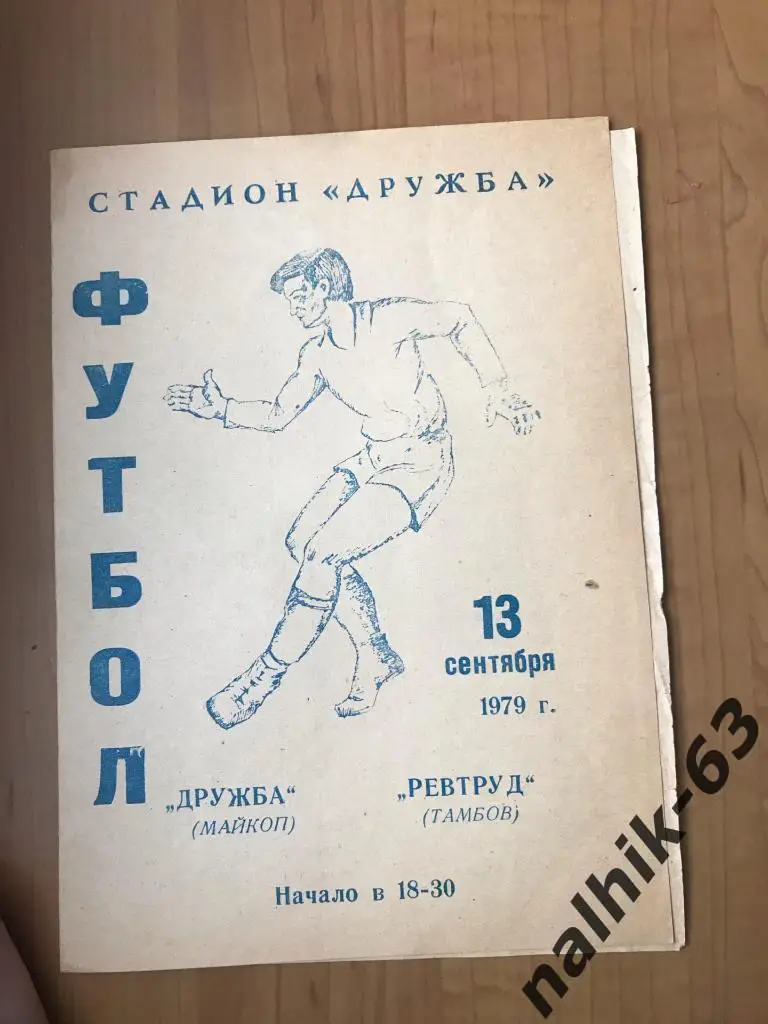 СТАДИОН «ДРУЖБА»
ФУТБОЛ
13
сентября
1979 г.
„ДРУЖБА“
(МАЙКОП)
„РЕВТРУД“
(ТАМБОВ)
Начало в 18-30
nalhik-63